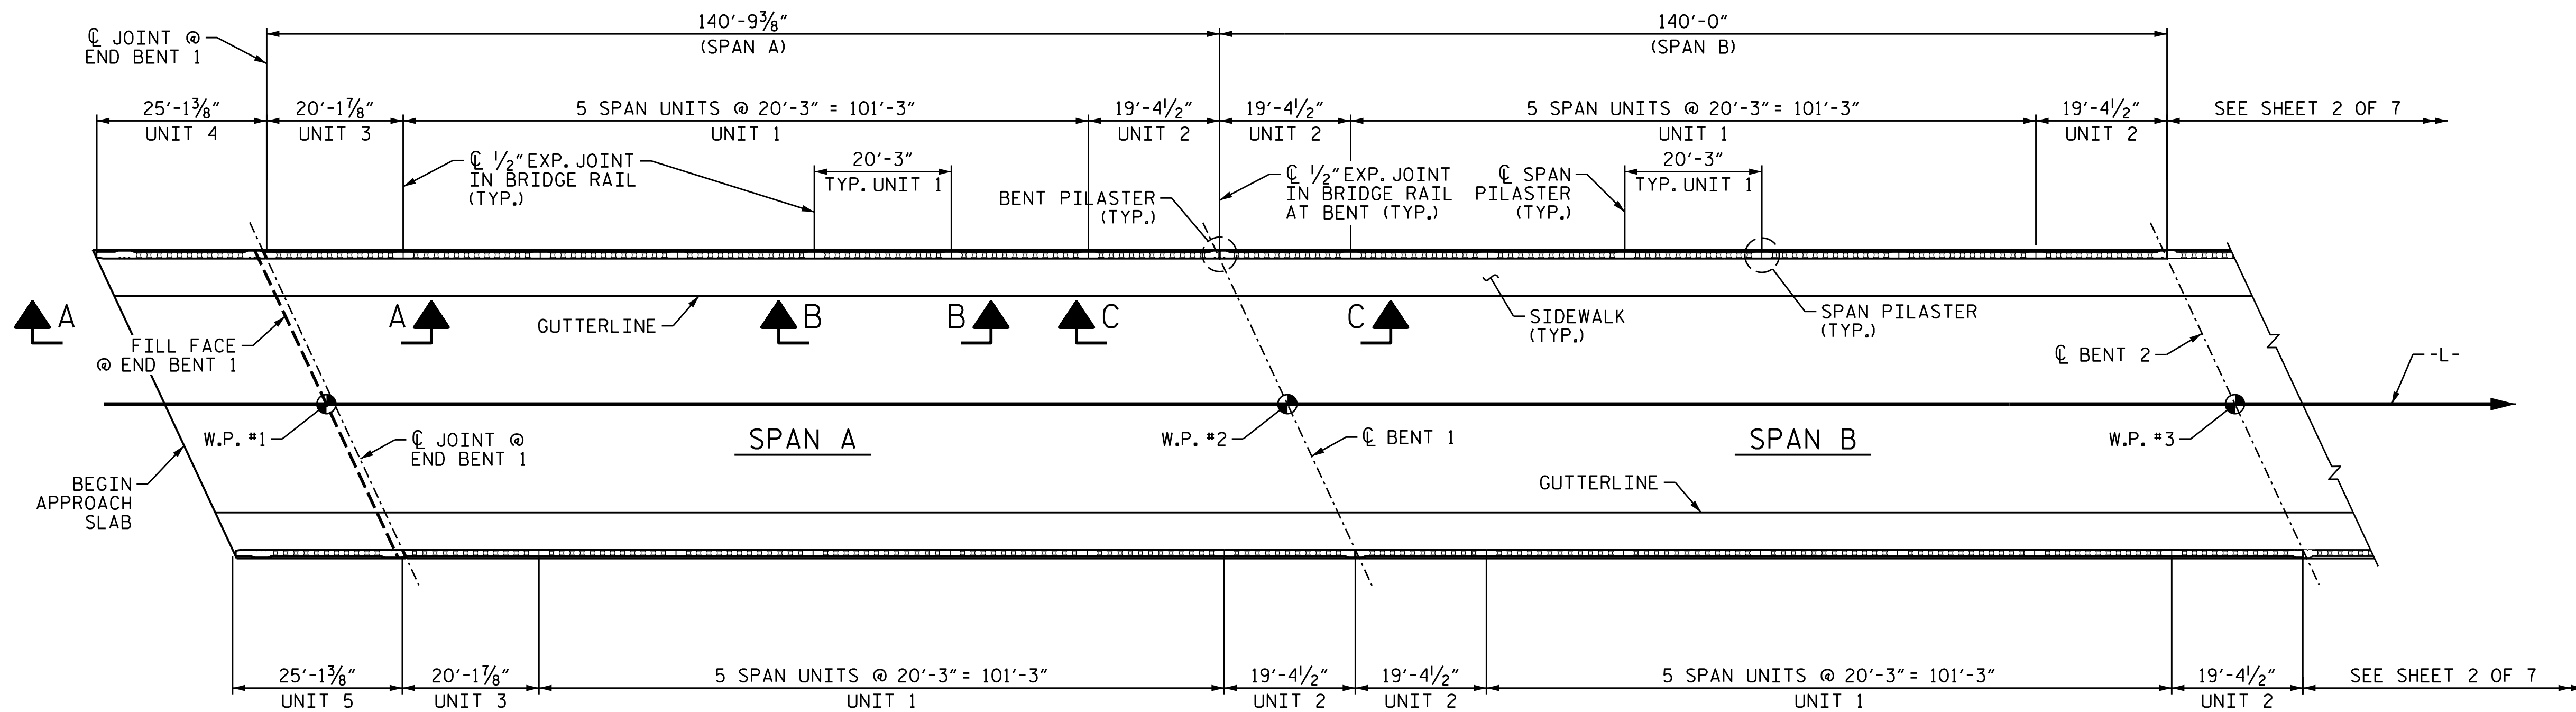 140'-9⅜"
(SPAN A)
140'-0"
(SPAN B)
℄ JOINT @
END BENT 1
25'-1⅜"
UNIT 4
20'-1⅞"
UNIT 3
5 SPAN UNITS @ 20'-3" = 101'-3"
UNIT 1
19'-4½"
UNIT 2
19'-4½"
UNIT 2
5 SPAN UNITS @ 20'-3" = 101'-3"
UNIT 1
19'-4½"
UNIT 2
SEE SHEET 2 OF 7
℄ ½" EXP. JOINT
IN BRIDGE RAIL
(TYP.)
20'-3"
TYP. UNIT 1
BENT PILASTER
(TYP.)
℄ ½" EXP. JOINT
IN BRIDGE RAIL
AT BENT (TYP.)
℄ SPAN
PILASTER
(TYP.)
20'-3"
TYP. UNIT 1
A
A
B
B
C
C
GUTTERLINE
SIDEWALK
(TYP.)
SPAN PILASTER
(TYP.)
FILL FACE
@ END BENT 1
℄ BENT 2
-L-
W.P. #1
℄ JOINT @
END BENT 1
SPAN A
W.P. #2
℄ BENT 1
SPAN B
W.P. #3
BEGIN
APPROACH
SLAB
GUTTERLINE
25'-1⅜"
UNIT 5
20'-1⅞"
UNIT 3
5 SPAN UNITS @ 20'-3" = 101'-3"
UNIT 1
19'-4½"
UNIT 2
19'-4½"
UNIT 2
5 SPAN UNITS @ 20'-3" = 101'-3"
UNIT 1
19'-4½"
UNIT 2
SEE SHEET 2 OF 7